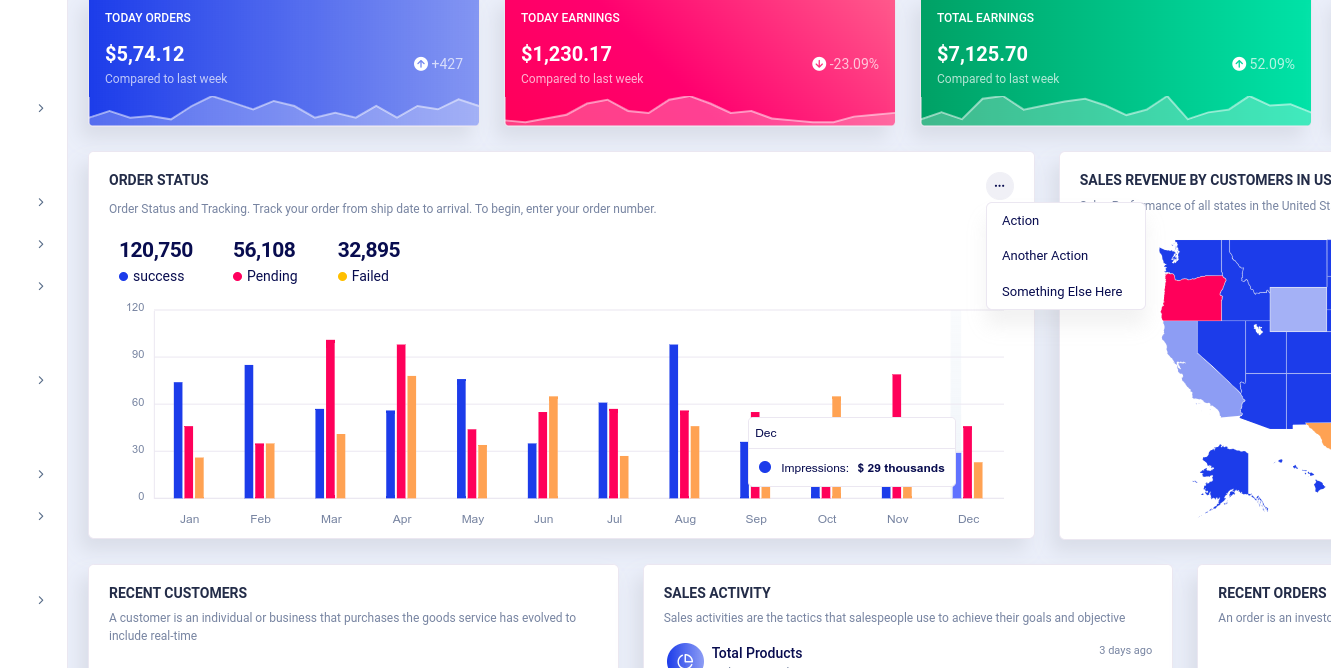 TODAY ORDERS
$5,74.12
Compared to last week
+427
TODAY EARNINGS
$1,230.17
Compared to last week
-23.09%
TOTAL EARNINGS
$7,125.70
Compared to last week
52.09%
ORDER STATUS
Order Status and Tracking. Track your order from ship date to arrival. To begin, enter your order number.
120,750
success
56,108
Pending
32,895
Failed
Action
Another Action
Something Else Here
120
90
60
30
0
Jan Feb Mar Apr May Jun Jul Aug Sep Oct Nov Dec
Dec
Impressions: $ 29 thousands
SALES REVENUE BY CUSTOMERS IN US
of all states in the United St
RECENT CUSTOMERS
A customer is an individual or business that purchases the goods service has evolved to
include real-time
SALES ACTIVITY
Sales activities are the tactics that salespeople use to achieve their goals and objective
Total Products
3 days ago
RECENT ORDERS
An order is an investo